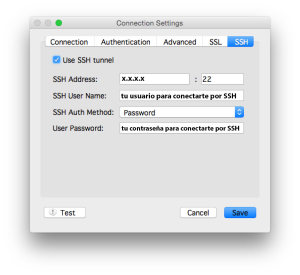 Connection Settings
Connection Authentication Advanced SSL SSH
Use SSH tunnel
SSH Address: x.x.x.x : 22
SSH User Name: tu usuario para conectarte por SSH
SSH Auth Method: Password
User Password: tu contraseña para conectarte por SSH
! Test Cancel Save